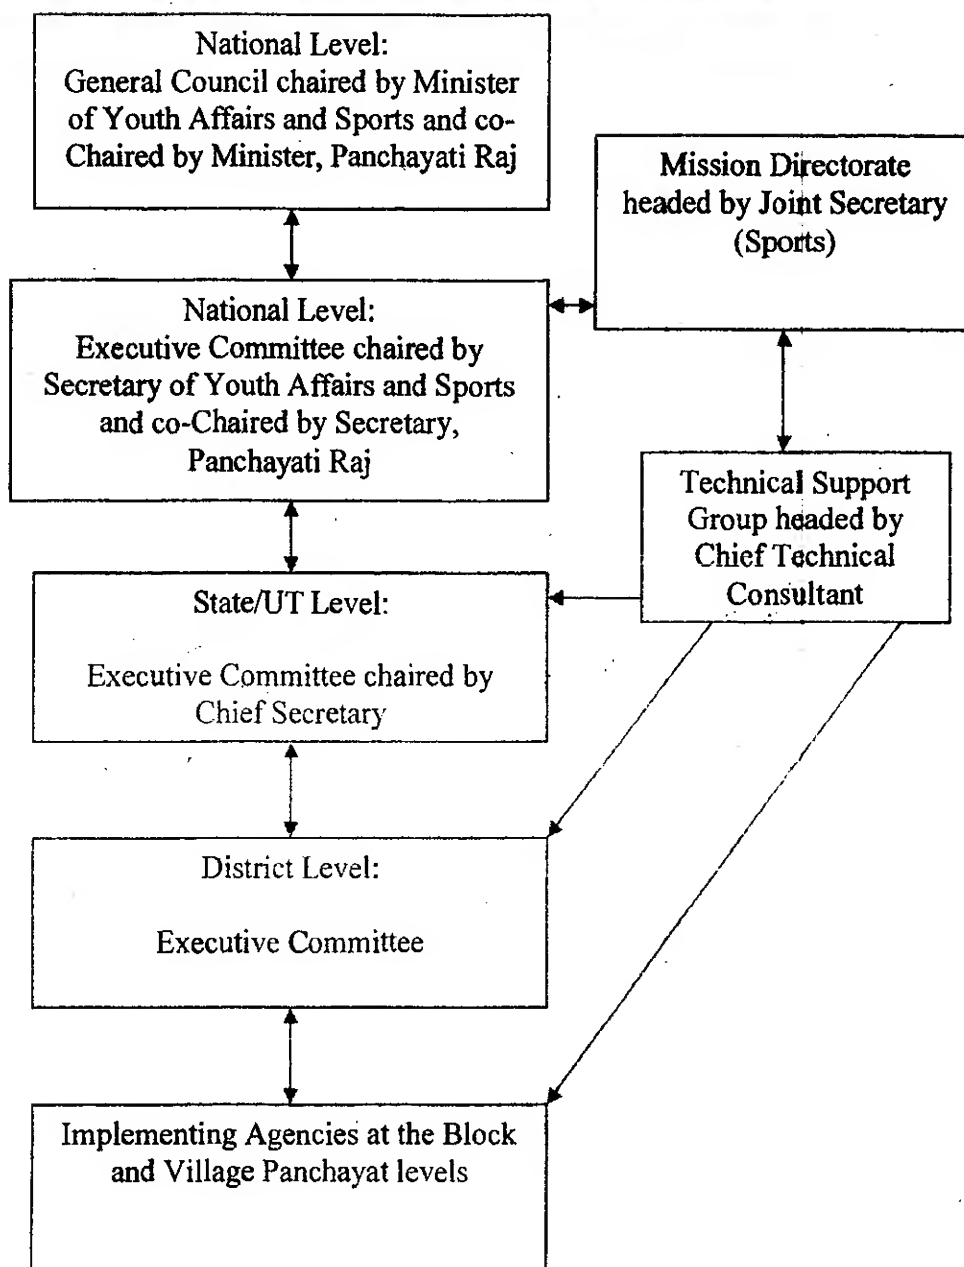 National Level:
General Council chaired by Minister
of Youth Affairs and Sports and co-
Chaired by Minister, Panchayati Raj
Mission Directorate
headed by Joint Secretary
(Sports)
National Level:
Executive Committee chaired by
Secretary of Youth Affairs and Sports
and co-Chaired by Secretary,
Panchayati Raj
Technical Support
Group headed by
Chief Technical
Consultant
State/UT Level:
Executive Committee chaired by
Chief Secretary
District Level:
Executive Committee
Implementing Agencies at the Block
and Village Panchayat levels